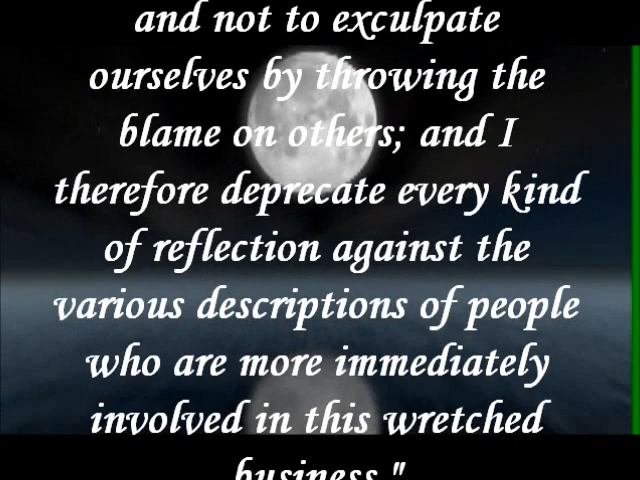 and not to exculpate
ourselves by throwing the
blame on others; and I
therefore deprecate every kind
of reflection against the
various descriptions of people
who are more immediately
involved in this wretched
business."